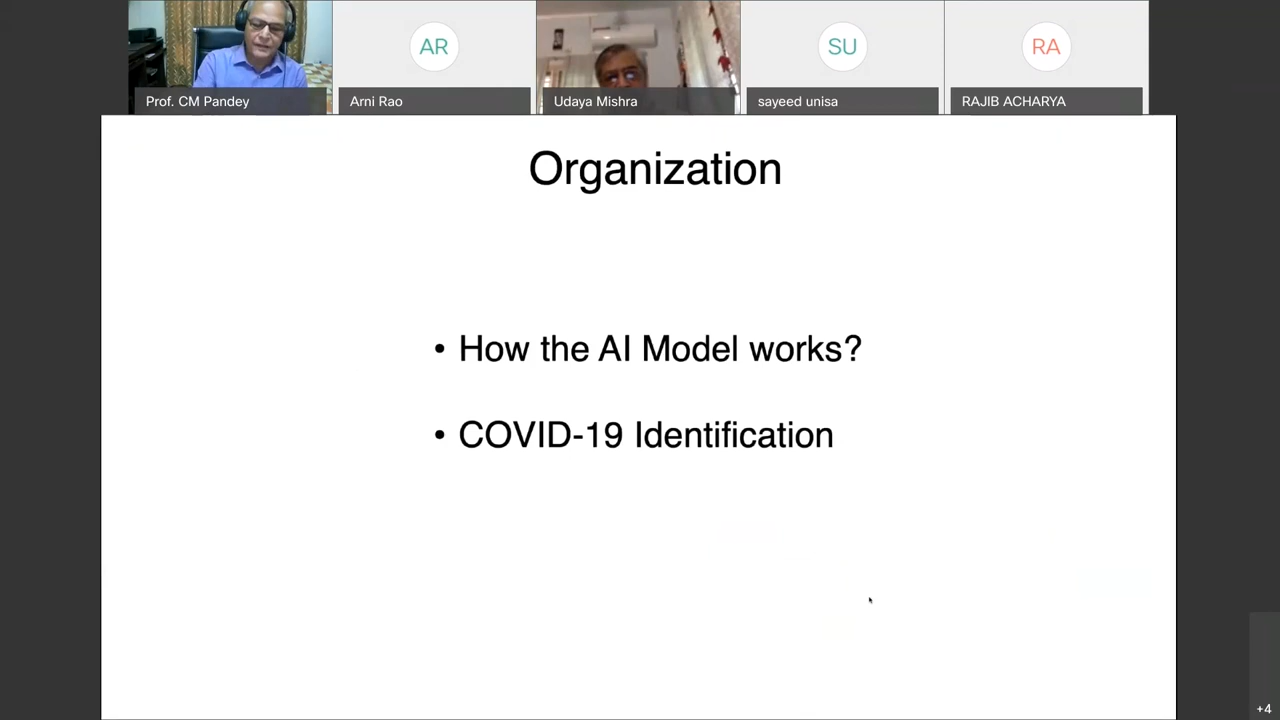 AR
SU
RA
Prof. CM Pandey
Arni Rao
Udaya Mishra
sayeed unisa
RAJIB ACHARYA
Organization
• How the AI Model works?
• COVID-19 Identification
+4